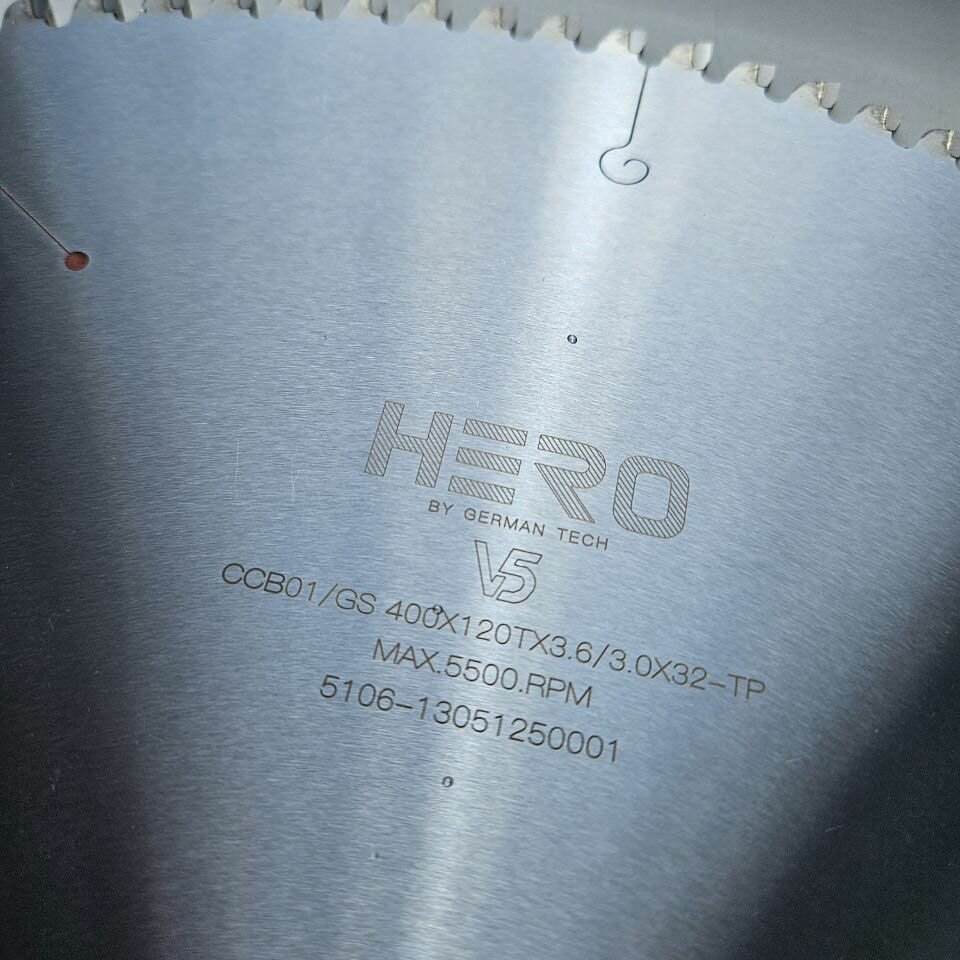 HERO
BY GERMAN TECH
V5
CCB01/GS 400X120TX3.6/3.0X32-TP
MAX.5500.RPM
5106-13051250001